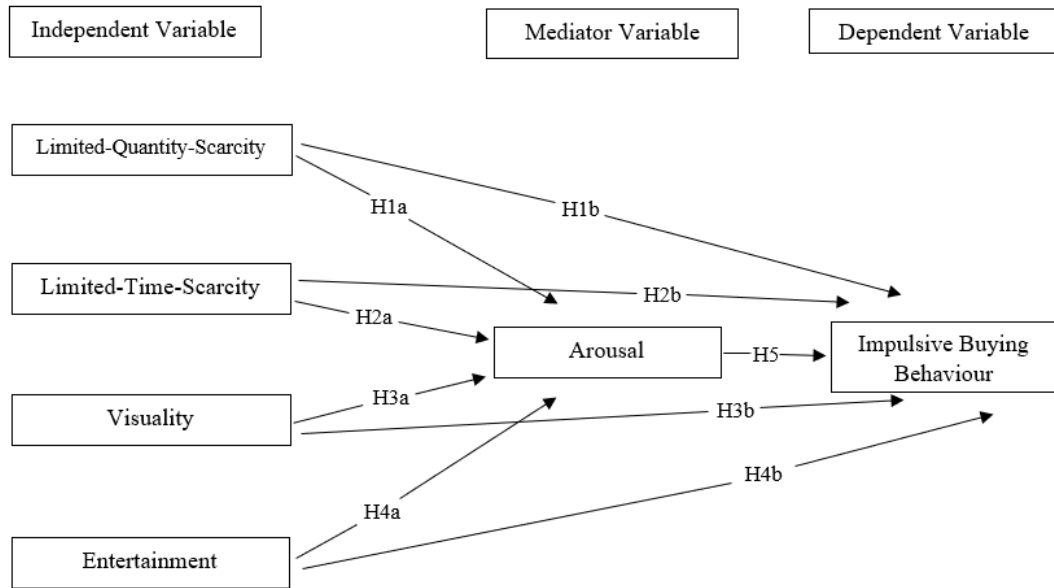 Independent Variable
Mediator Variable
Dependent Variable
Limited-Quantity-Scarcity
H1a
H1b
Limited-Time-Scarcity
H2b
H2a
Arousal
H5
Impulsive Buying
Behaviour
H3a
Visuality
H3b
H4b
H4a
Entertainment